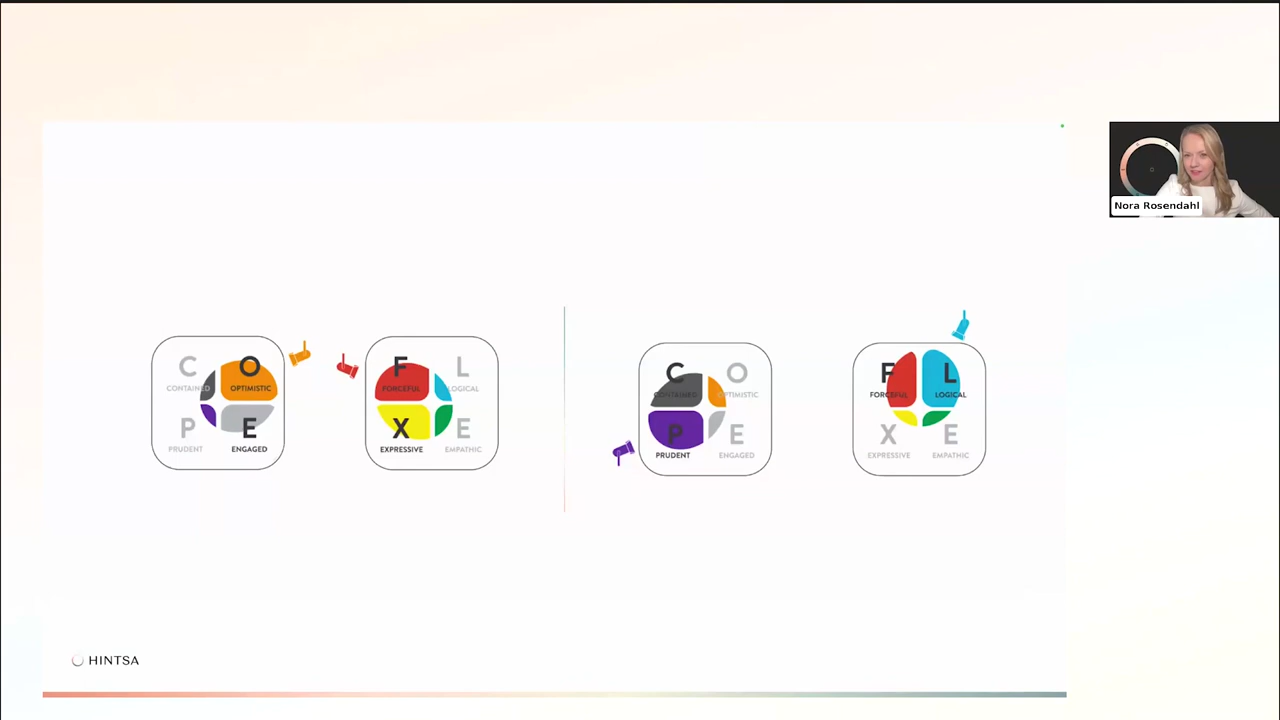 C O
CONTAINED OPTIMISTIC
P E
PRUDENT ENGAGED
F L
FORCEFUL LOGICAL
X E
EXPRESSIVE EMPATHIC
C O
CONTAINED OPTIMISTIC
P E
PRUDENT ENGAGED
F L
FORCEFUL LOGICAL
X E
EXPRESSIVE EMPATHIC
Nora Rosendahl
HINTSA